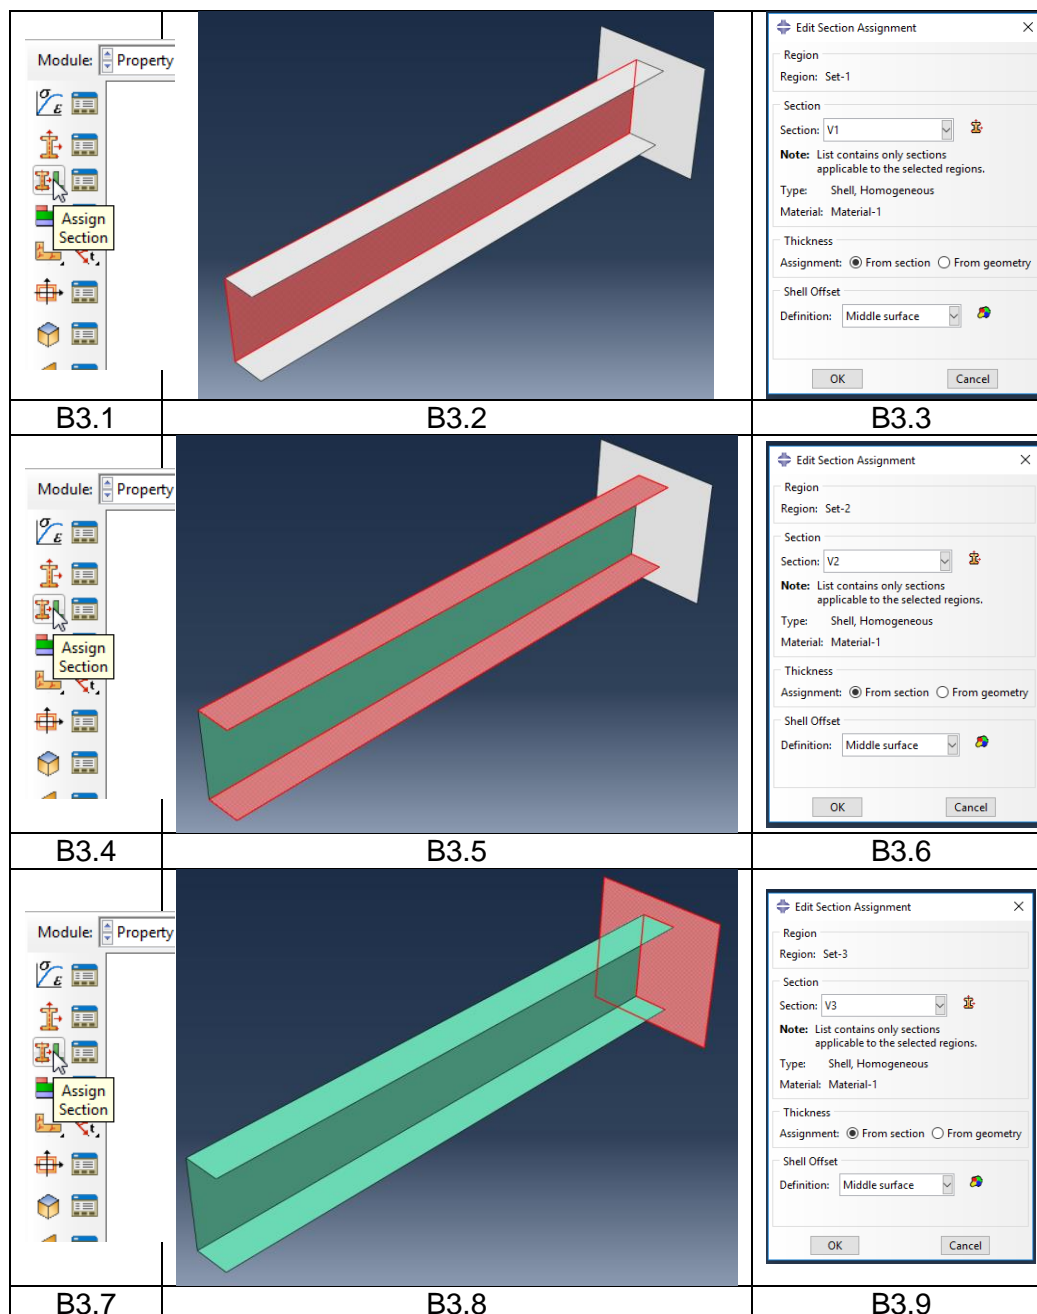 Module: Property
σ
ε
Assign
Section
t
B3.1
B3.2
Edit Section Assignment
Region
Region: Set-1
Section
Section: V1
Note: List contains only sections
applicable to the selected regions.
Type: Shell, Homogeneous
Material: Material-1
Thickness
Assignment: From section From geometry
Shell Offset
Definition: Middle surface
OK Cancel
B3.3
Module: Property
σ
ε
Assign
Section
t
B3.4
B3.5
Edit Section Assignment
Region
Region: Set-2
Section
Section: V2
Note: List contains only sections
applicable to the selected regions.
Type: Shell, Homogeneous
Material: Material-1
Thickness
Assignment: From section From geometry
Shell Offset
Definition: Middle surface
OK Cancel
B3.6
Module: Property
σ
ε
Assign
Section
t
B3.7
B3.8
Edit Section Assignment
Region
Region: Set-3
Section
Section: V3
Note: List contains only sections
applicable to the selected regions.
Type: Shell, Homogeneous
Material: Material-1
Thickness
Assignment: From section From geometry
Shell Offset
Definition: Middle surface
OK Cancel
B3.9